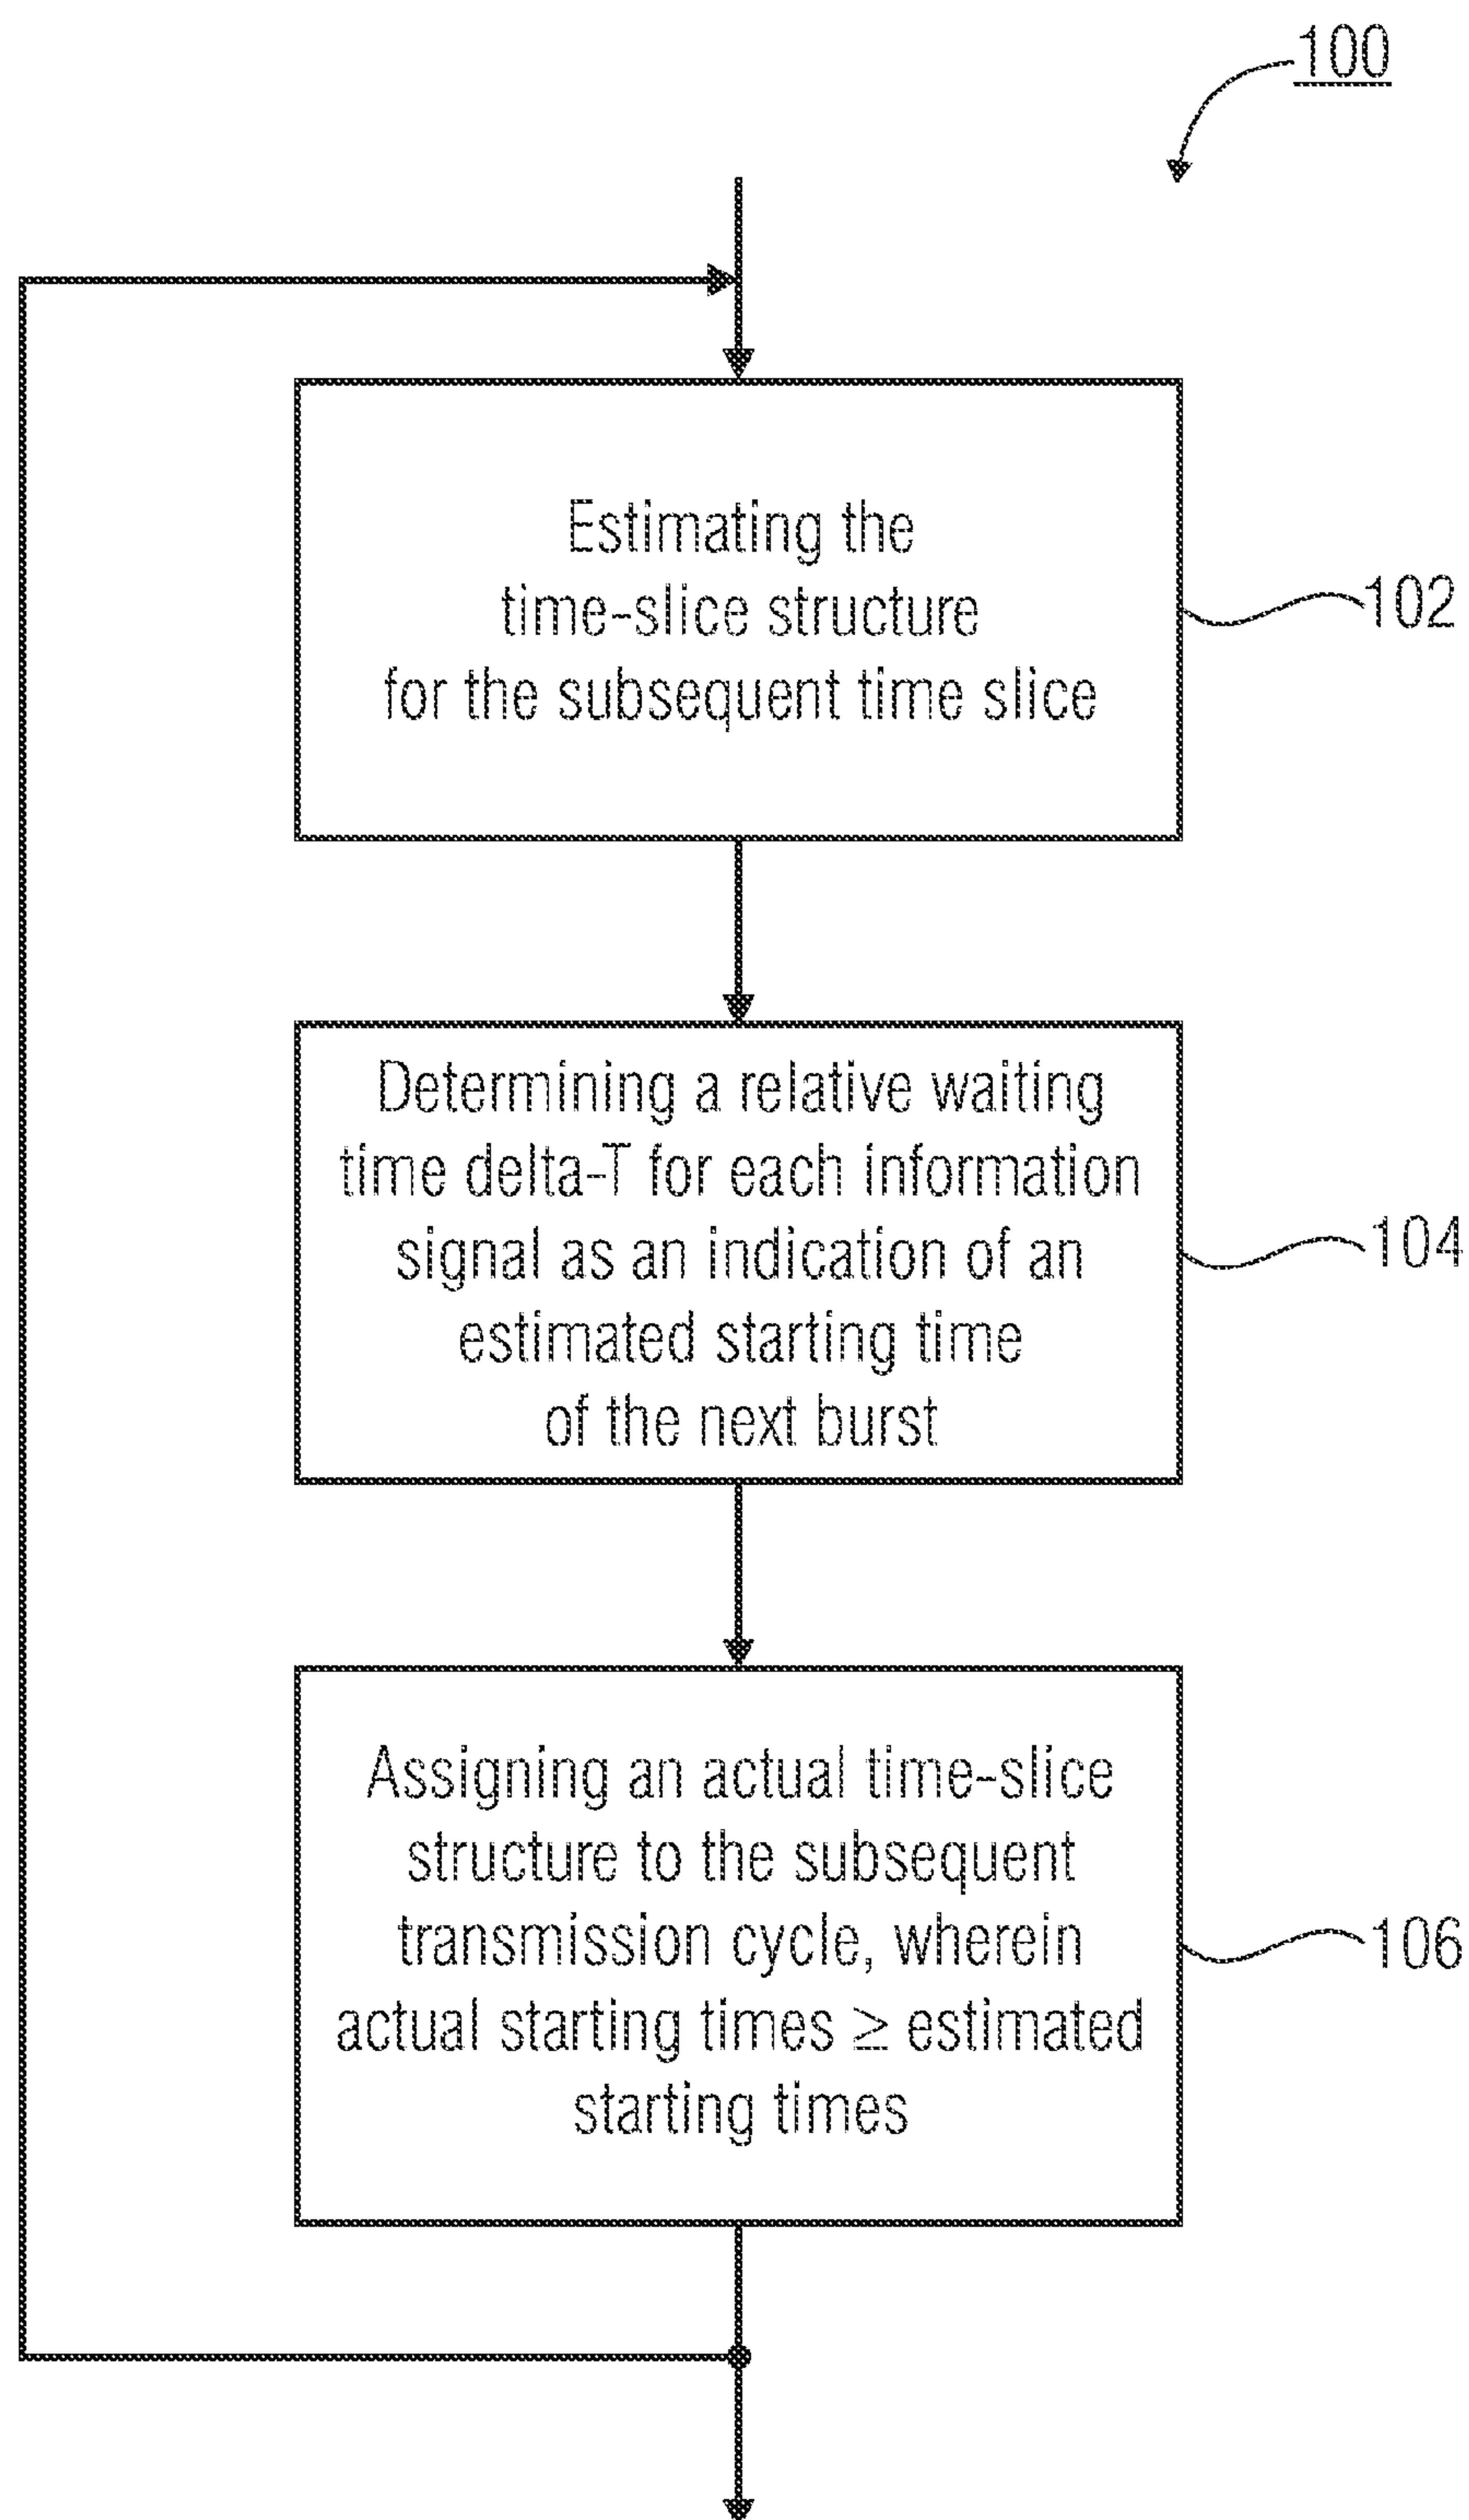 100
Estimating the
time-slice structure
for the subsequent time slice
102
Determining a relative waiting
time delta-T for each information
signal as an indication of an
estimated starting time
of the next burst
104
Assigning an actual time-slice
structure to the subsequent
transmission cycle, wherein
actual starting times ≥ estimated
starting times
106